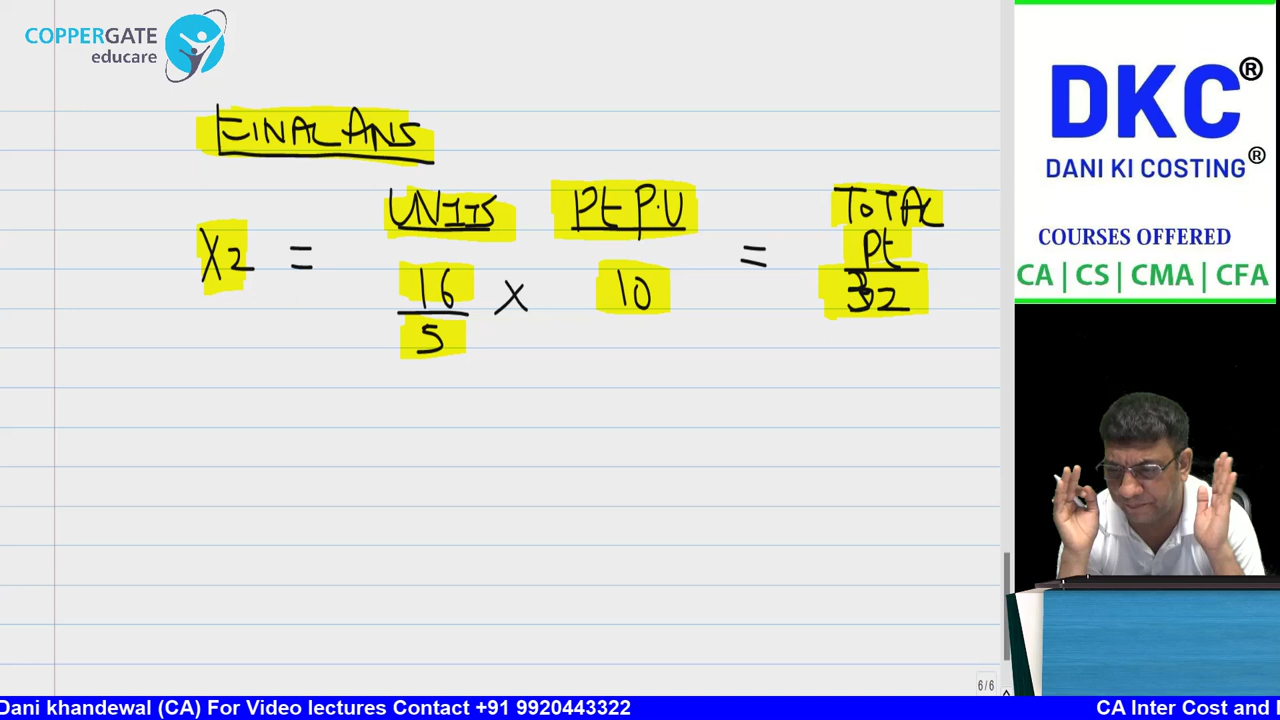 COPPERGATE
educare
FINAL ANS
UNITS Pt P.U TOTAL
Pt
X2 = 16/5 x 10 = 32
6/6
DKC®
DANI KI COSTING®
COURSES OFFERED
CA | CS | CMA | CFA
Dani khandewal (CA) For Video lectures Contact +91 9920443322
CA Inter Cost and